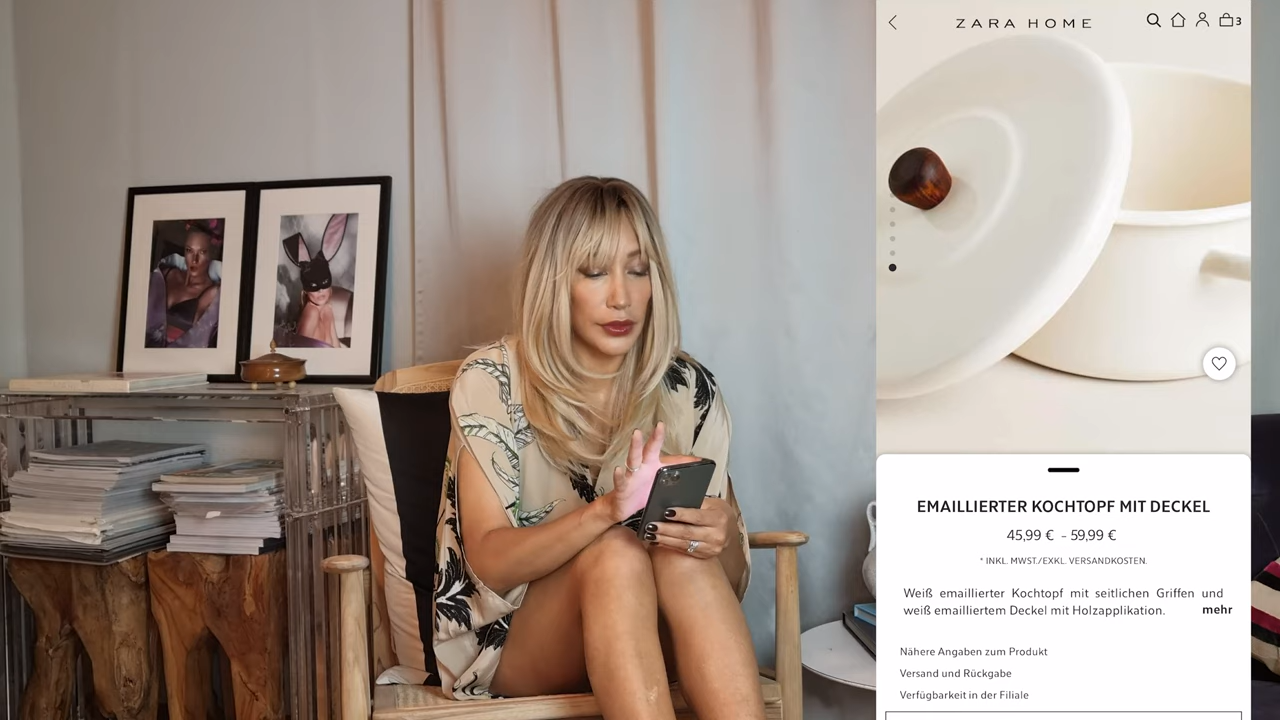 ZARA HOME
3
EMAILLIERTER KOCHTOPF MIT DECKEL
45,99 € - 59,99 €
* INKL. MWST./EXKL. VERSANDKOSTEN.
Weiß emaillierter Kochtopf mit seitlichen Griffen und
weiß emailliertem Deckel mit Holzapplikation. mehr
Nähere Angaben zum Produkt
Versand und Rückgabe
Verfügbarkeit in der Filiale